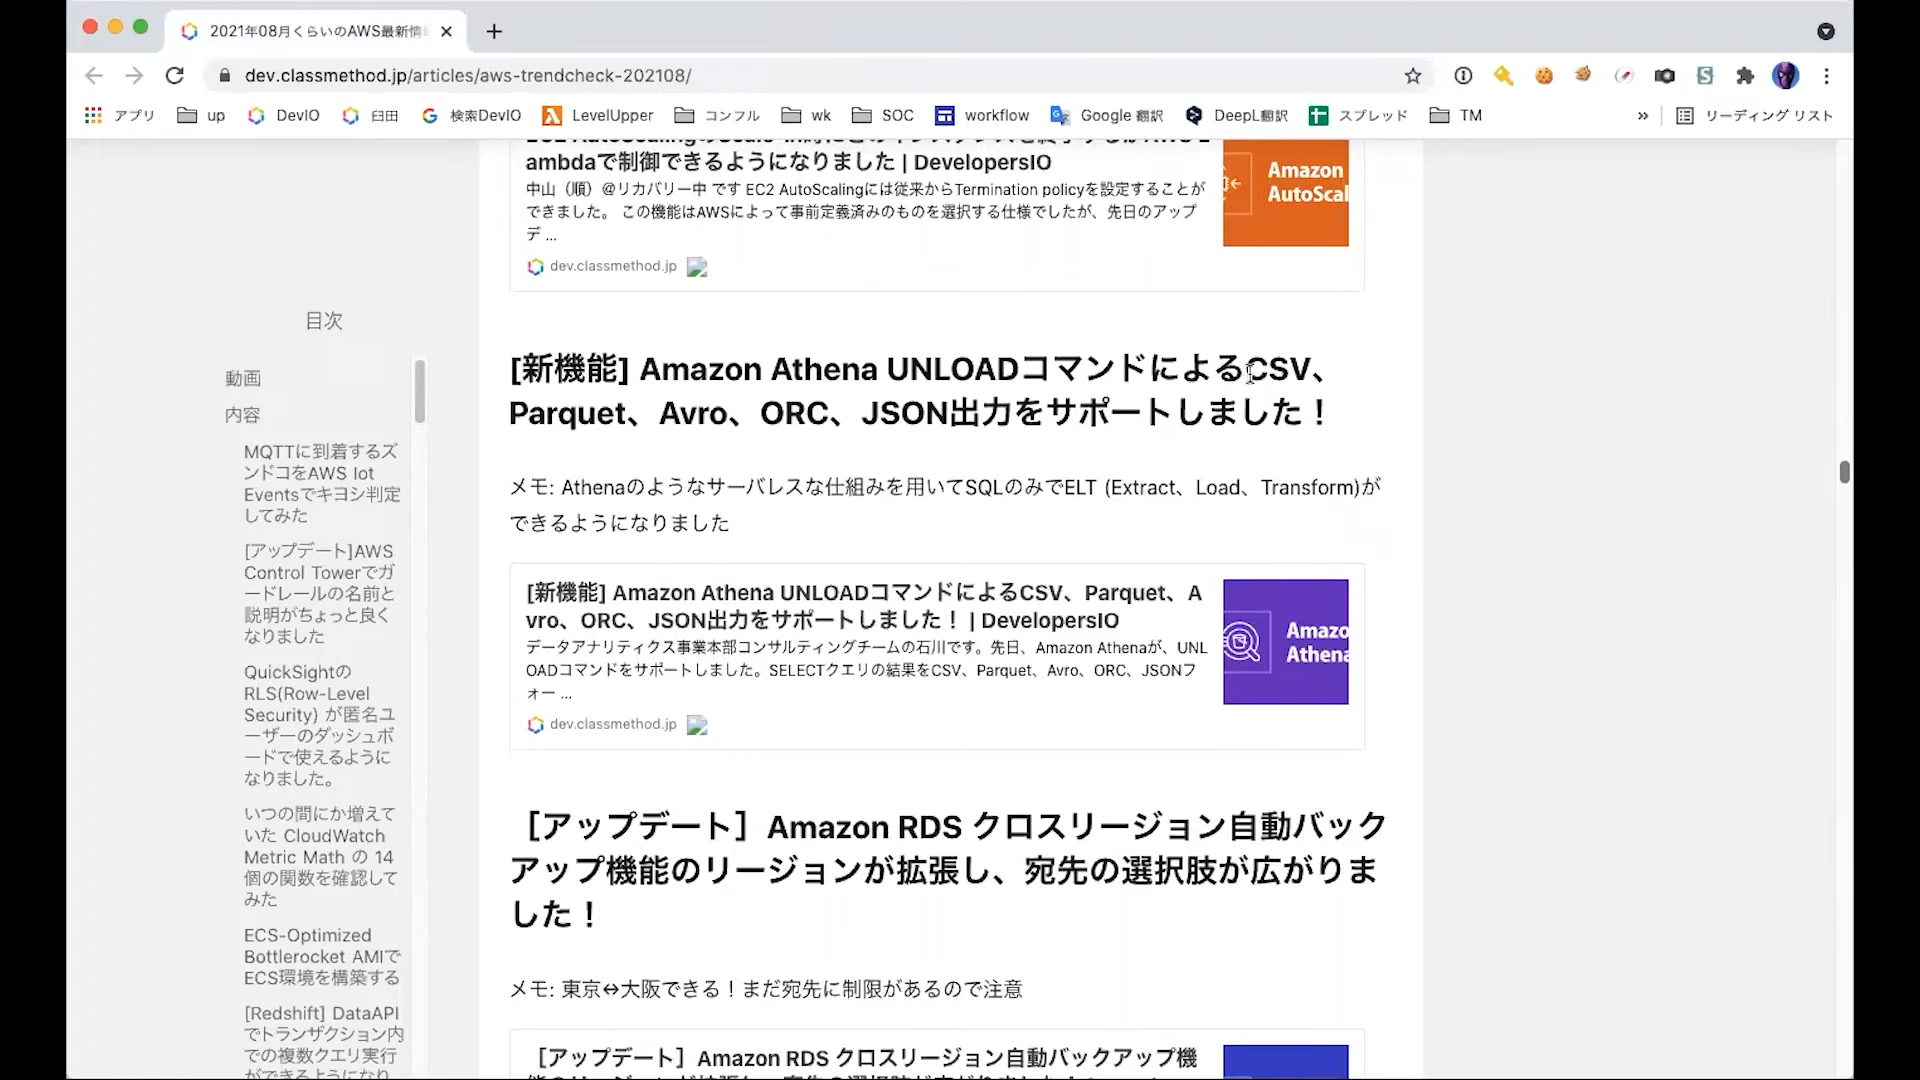 2021年08月くらいのAWS最新情
dev.classmethod.jp/articles/aws-trendcheck-202108/
アプリ
up
DevIO
臼田
検索DevIO
LevelUpper
コンフル
wk
SOC
workflow
Google 翻訳
DeepL翻訳
スプレッド
TM
»
リーディング リスト
目次
動画
内容
MQTTに到着するズ
ンドコをAWS Iot
Eventsでキヨシ判定
してみた
[アップデート]AWS
Control Towerでガ
ードレールの名前と
説明がちょっと良く
なりました
QuickSightの
RLS(Row-Level
Security) が匿名ユ
ーザーのダッシュボ
ードで使えるように
なりました。
いつの間にか増えて
いた CloudWatch
Metric Math の 14
個の関数を確認して
みた
ECS-Optimized
Bottlerocket AMIで
ECS環境を構築する
[Redshift] DataAPI
でトランザクション内
での複数クエリ実行
ができるようになり
ambdaで制御できるようになりました | DevelopersIO
中山（順）@リカバリー中 です EC2 AutoScalingには従来からTermination policyを設定することが
できました。 この機能はAWSによって事前定義済みのものを選択する仕様でしたが、先日のアップ
デ ...
dev.classmethod.jp
Amazon
AutoScal
[新機能] Amazon Athena UNLOADコマンドによるCSV、
Parquet、Avro、ORC、JSON出力をサポートしました！
メモ: Athenaのようなサーバレスな仕組みを用いてSQLのみでELT (Extract、Load、Transform)が
できるようになりました
[新機能] Amazon Athena UNLOADコマンドによるCSV、Parquet、A
vro、ORC、JSON出力をサポートしました！ | DevelopersIO
データアナリティクス事業本部コンサルティングチームの石川です。先日、Amazon Athenaが、UNL
OADコマンドをサポートしました。SELECTクエリの結果をCSV、Parquet、Avro、ORC、JSONフ
ォー ...
dev.classmethod.jp
Amazo
Athena
［アップデート］Amazon RDS クロスリージョン自動バック
アップ機能のリージョンが拡張し、宛先の選択肢が広がりま
した！
メモ: 東京⇔大阪できる！まだ宛先に制限があるので注意
［アップデート］Amazon RDS クロスリージョン自動バックアップ機